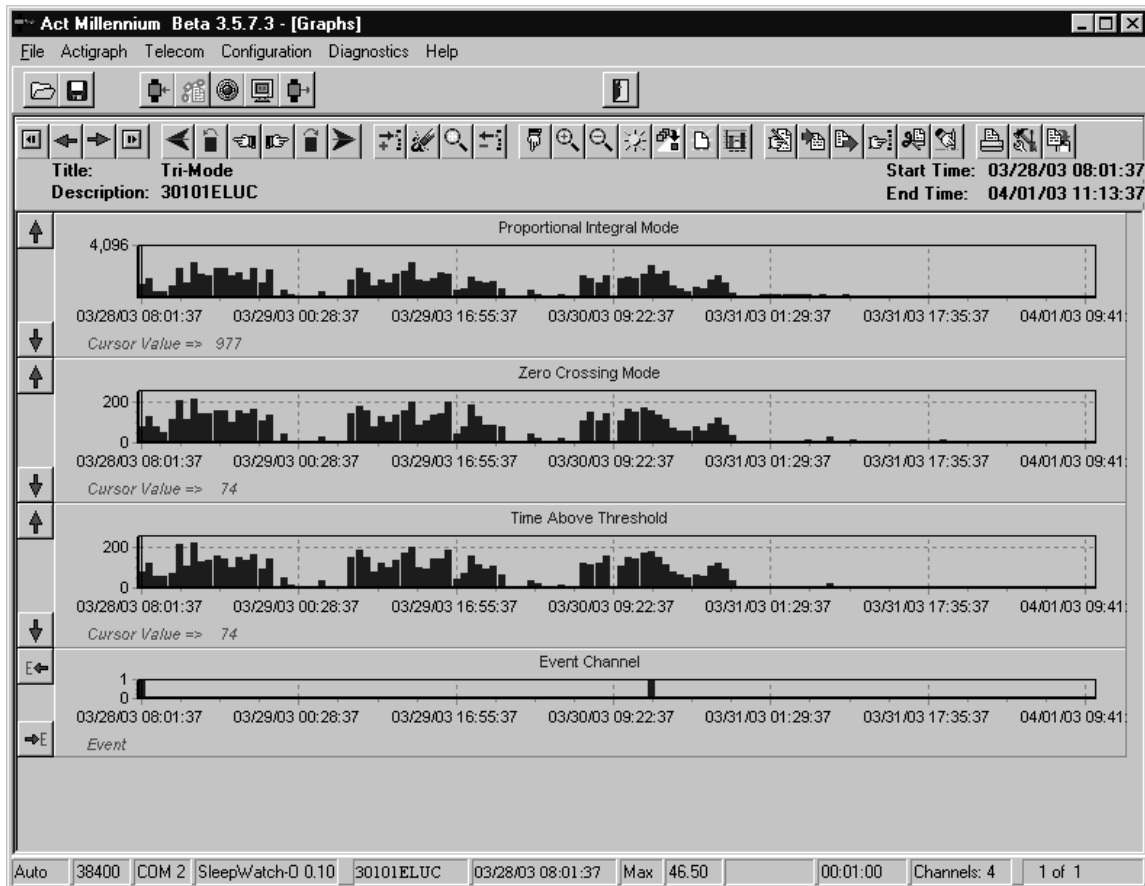 Act Millennium Beta 3.5.7.3 - [Graphs]
File Actigraph Telecom Configuration Diagnostics Help
Title: Tri-Mode Start Time: 03/28/03 08:01:37
Description: 30101ELUC End Time: 04/01/03 11:13:37
Proportional Integral Mode
4,096
03/28/03 08:01:37 03/29/03 00:28:37 03/29/03 16:55:37 03/30/03 09:22:37 03/31/03 01:29:37 03/31/03 17:35:37 04/01/03 09:41:
Cursor Value => 977
Zero Crossing Mode
200
0
03/28/03 08:01:37 03/29/03 00:28:37 03/29/03 16:55:37 03/30/03 09:22:37 03/31/03 01:29:37 03/31/03 17:35:37 04/01/03 09:41:
Cursor Value => 74
Time Above Threshold
200
0
03/28/03 08:01:37 03/29/03 00:28:37 03/29/03 16:55:37 03/30/03 09:22:37 03/31/03 01:29:37 03/31/03 17:35:37 04/01/03 09:41:
Cursor Value => 74
E
Event Channel
1
0
03/28/03 08:01:37 03/29/03 00:28:37 03/29/03 16:55:37 03/30/03 09:22:37 03/31/03 01:29:37 03/31/03 17:35:37 04/01/03 09:41:
E
Event
Auto 38400 COM 2 SleepWatch-O 0.10 30101ELUC 03/28/03 08:01:37 Max 46.50 00:01:00 Channels: 4 1 of 1